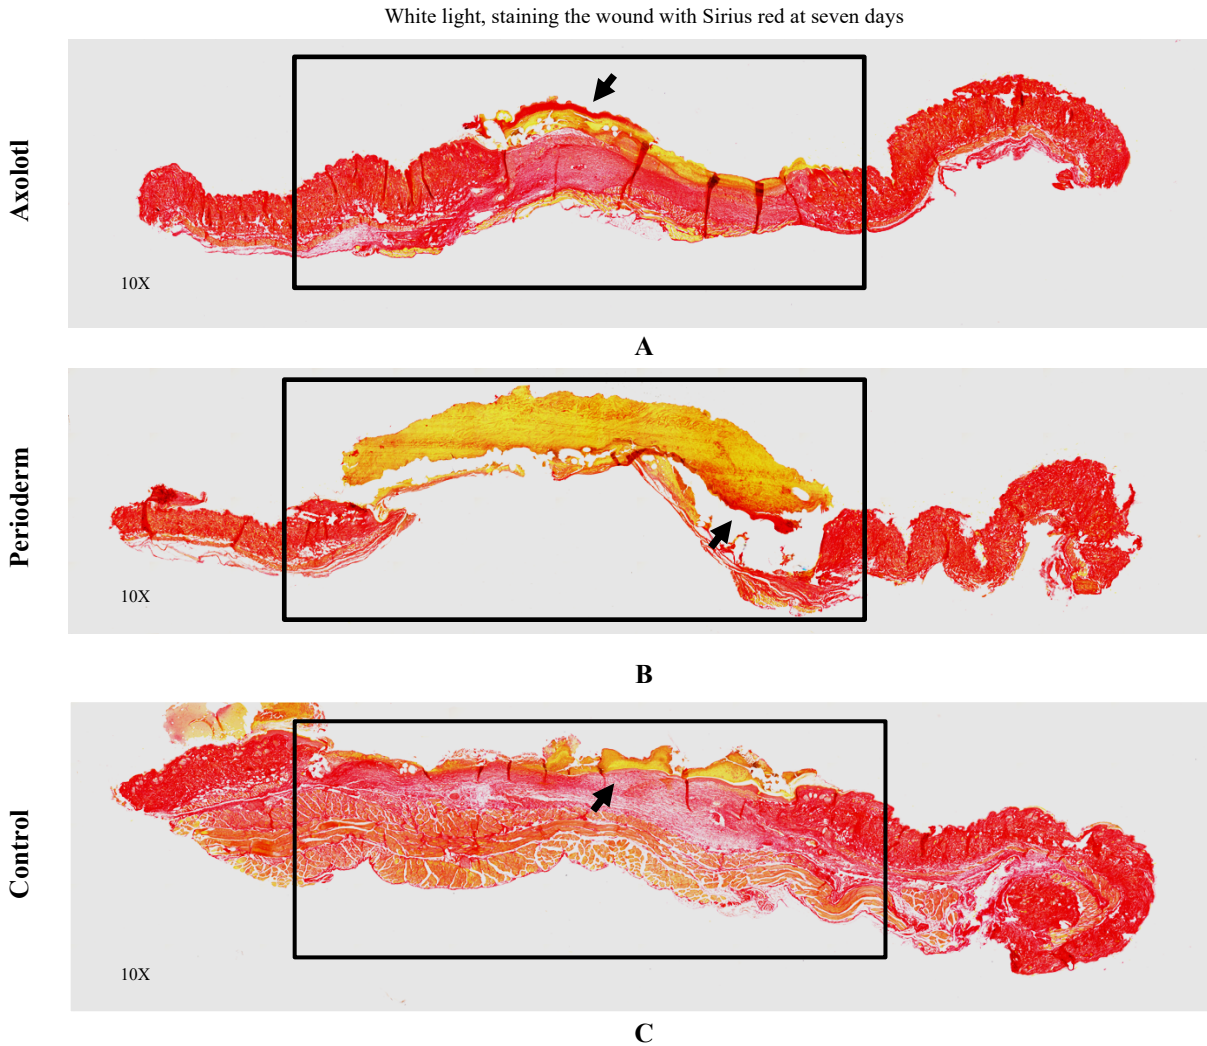 White light, staining the wound with Sirius red at seven days
Axolotl
10X
A
Perioderm
10X
B
Control
10X
C